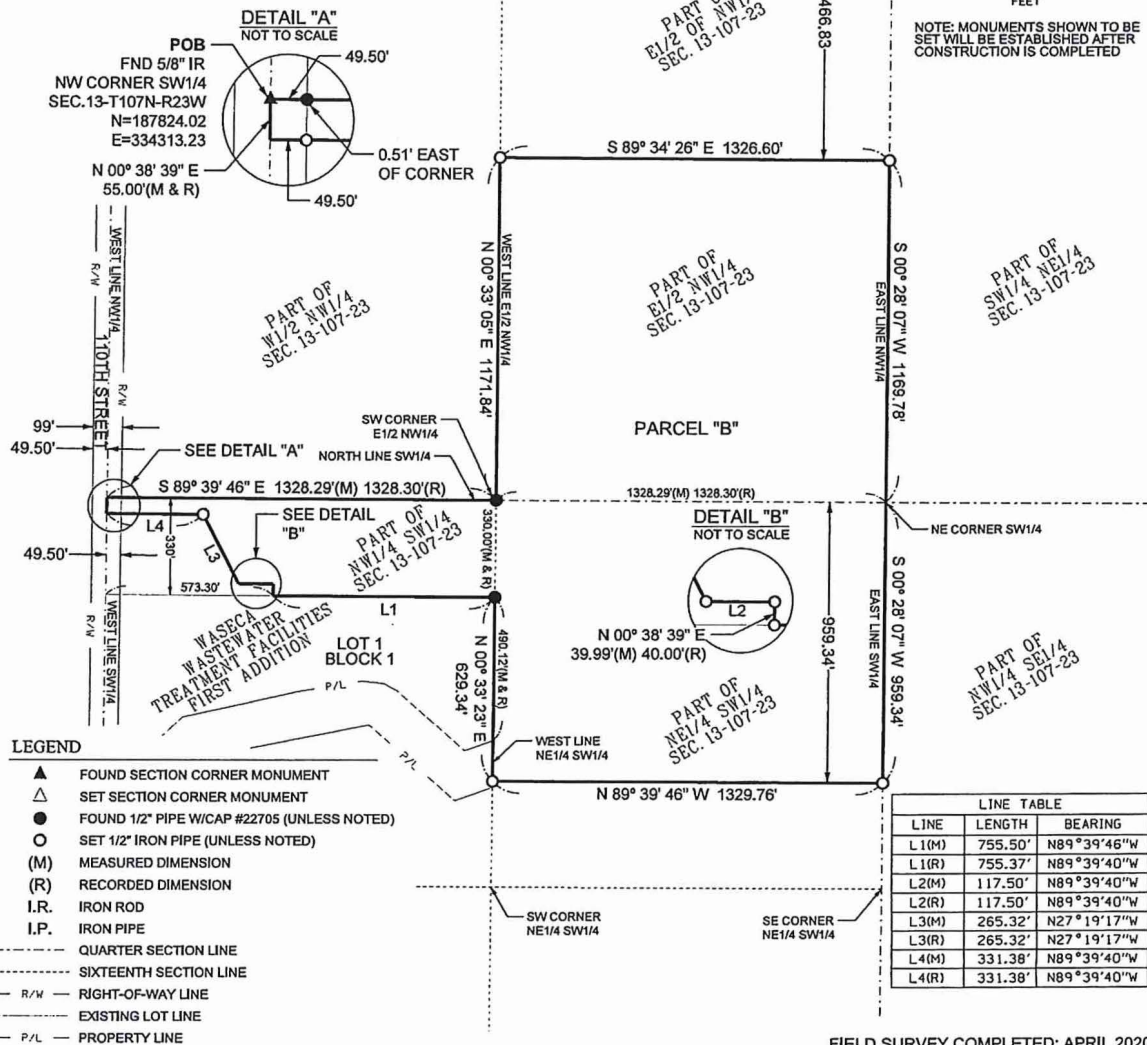 DETAIL "A"
NOT TO SCALE
POB
FND 5/8" IR
NW CORNER SW1/4
SEC.13-T107N-R23W
N=187824.02
E=334313.23
N 00° 38' 39" E
55.00'(M & R)
49.50'
0.51' EAST
OF CORNER
49.50'
PART OF
E1/2 OF NW1/4
SEC. 13-107-23
466.83
FEET
NOTE: MONUMENTS SHOWN TO BE
SET WILL BE ESTABLISHED AFTER
CONSTRUCTION IS COMPLETED
S 89° 34' 26" E 1326.60'
WEST LINE NW1/4
R/W
110TH STREET
R/W
PART OF
W1/2 NW1/4
SEC. 13-107-23
WEST LINE E1/2 NW1/4
N 00° 33' 05" E 1171.84'
PART OF
E1/2 NW1/4
SEC. 13-107-23
EAST LINE NW1/4
S 00° 28' 07" W 1169.78'
PART OF
SW1/4 NE1/4
SEC. 13-107-23
99'
49.50'
SEE DETAIL "A"
SW CORNER
E1/2 NW1/4
NORTH LINE SW1/4
PARCEL "B"
S 89° 39' 46" E 1328.29'(M) 1328.30'(R)
1328.29'(M) 1328.30'(R)
NE CORNER SW1/4
L4
330'
L3
SEE DETAIL
"B"
PART OF
NW1/4 SW1/4
SEC. 13-107-23
330.00'(M & R)
49.50'
573.30'
L1
R/W
WEST LINE SW1/4
WASECA
WASTEWATER
TREATMENT FACILITIES
FIRST ADDITION
LOT 1
BLOCK 1
P/L
P/L
490.12'(M & R)
N 00° 33' 23" E
629.34'
DETAIL "B"
NOT TO SCALE
L2
N 00° 38' 39" E
39.99'(M) 40.00'(R)
959.34'
EAST LINE SW1/4
S 00° 28' 07" W 959.34'
PART OF
NE1/4 SW1/4
SEC. 13-107-23
PART OF
NW1/4 SE1/4
SEC. 13-107-23
WEST LINE
NE1/4 SW1/4
N 89° 39' 46" W 1329.76'
SW CORNER
NE1/4 SW1/4
SE CORNER
NE1/4 SW1/4
LEGEND
FOUND SECTION CORNER MONUMENT
SET SECTION CORNER MONUMENT
FOUND 1/2" PIPE W/CAP #22705 (UNLESS NOTED)
SET 1/2" IRON PIPE (UNLESS NOTED)
(M) MEASURED DIMENSION
(R) RECORDED DIMENSION
I.R. IRON ROD
I.P. IRON PIPE
QUARTER SECTION LINE
SIXTEENTH SECTION LINE
R/W RIGHT-OF-WAY LINE
EXISTING LOT LINE
P/L PROPERTY LINE
LINE TABLE
LINE LENGTH BEARING
L1(M) 755.50' N89°39'46"W
L1(R) 755.37' N89°39'40"W
L2(M) 117.50' N89°39'40"W
L2(R) 117.50' N89°39'40"W
L3(M) 265.32' N27°19'17"W
L3(R) 265.32' N27°19'17"W
L4(M) 331.38' N89°39'40"W
L4(R) 331.38' N89°39'40"W
FIELD SURVEY COMPLETED: APRIL 2020